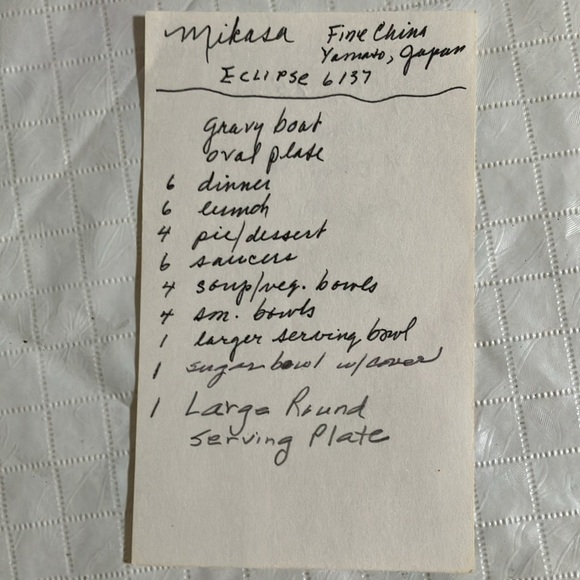 Mikasa Fine China
Yamato, Japan
Eclipse 6137
gravy boat
oval plate
6 dinner
6 lunch
4 pie/dessert
6 saucers
4 soup/veg. bowls
4 sm. bowls
1 larger serving bowl
1 sugar bowl w/cover
1 Large Round
Serving Plate